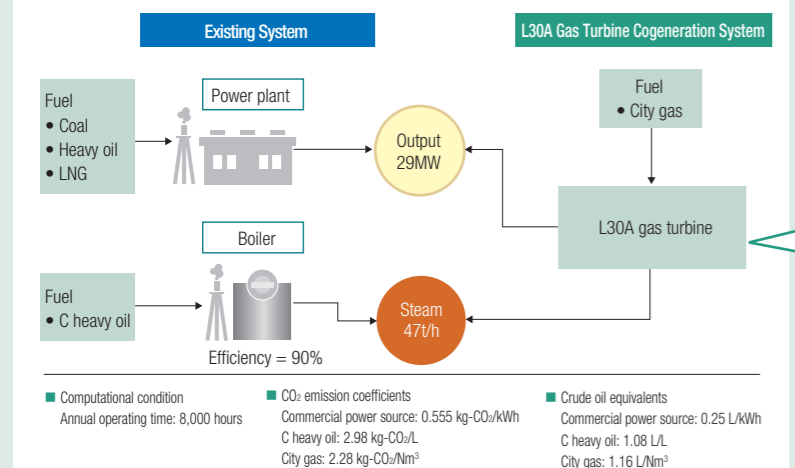 Existing System
L30A Gas Turbine Cogeneration System
Fuel
• Coal
• Heavy oil
• LNG
Power plant
Output
29MW
Fuel
• City gas
L30A gas turbine
Boiler
Fuel
• C heavy oil
Efficiency = 90%
Steam
47t/h
■ Computational condition
Annual operating time: 8,000 hours
■ CO₂ emission coefficients
Commercial power source: 0.555 kg-CO₂/kWh
C heavy oil: 2.98 kg-CO₂/L
City gas: 2.28 kg-CO₂/Nm³
■ Crude oil equivalents
Commercial power source: 0.25 L/kWh
C heavy oil: 1.08 L/L
City gas: 1.16 L/Nm³